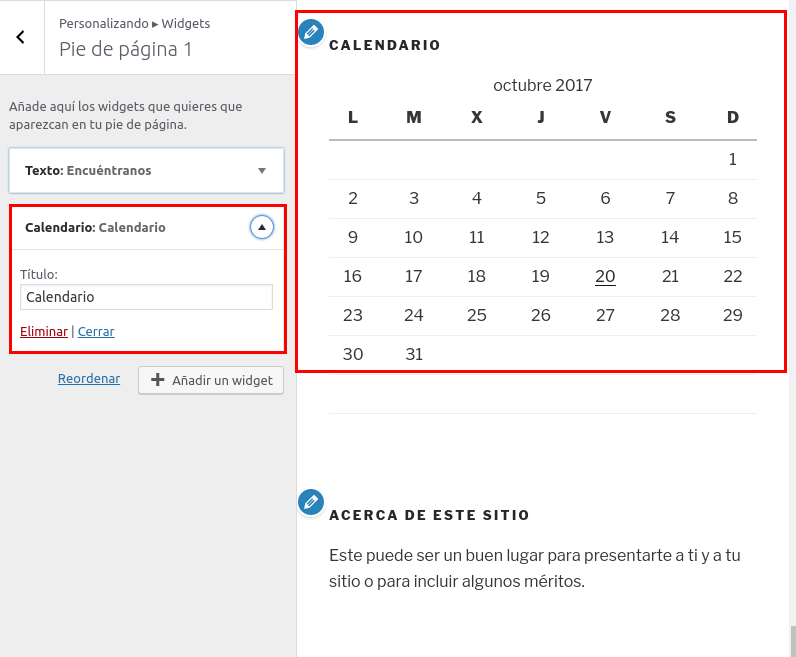 Personalizando ▸ Widgets
Pie de página 1
Añade aquí los widgets que quieres que
aparezcan en tu pie de página.
Texto: Encuéntranos
Calendario: Calendario
Título:
Calendario
Eliminar | Cerrar
Reordenar
Añadir un widget
CALENDARIO
octubre 2017
L M X J V S D
1
2 3 4 5 6 7 8
9 10 11 12 13 14 15
16 17 18 19 20 21 22
23 24 25 26 27 28 29
30 31
ACERCA DE ESTE SITIO
Este puede ser un buen lugar para presentarte a ti y a tu
sitio o para incluir algunos méritos.